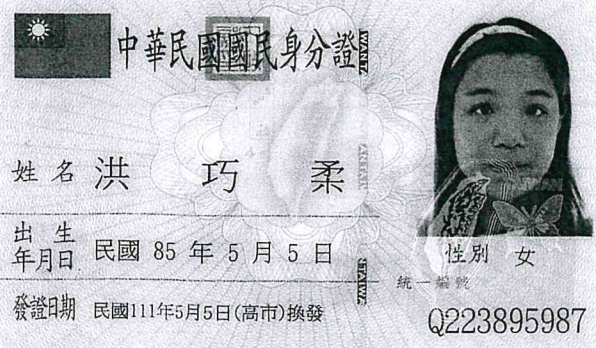 中華民國國民身分證
姓名 洪巧柔
出生年月日 民國 85 年 5 月 5 日
性別 女
統一編號
發證日期 民國111年5月5日(高市)換發
Q223895987